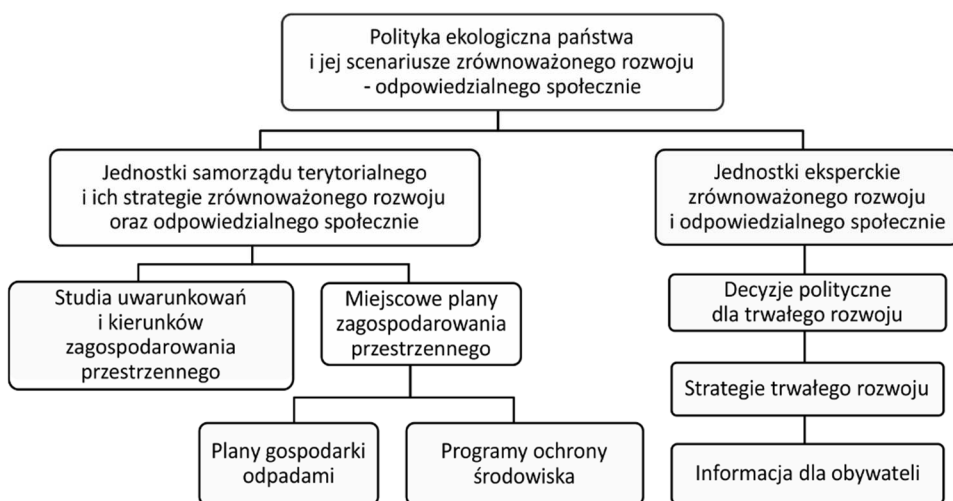 Polityka ekologiczna państwa
i jej scenariusze zrównoważonego rozwoju
- odpowiedzialnego społecznie
Jednostki samorządu terytorialnego
i ich strategie zrównoważonego rozwoju
oraz odpowiedzialnego społecznie
Jednostki eksperckie
zrównoważonego rozwoju
i odpowiedzialnego społecznie
Studia uwarunkowań
i kierunków
zagospodarowania
przestrzennego
Miejscowe plany
zagospodarowania
przestrzennego
Decyzje polityczne
dla trwałego rozwoju
Strategie trwałego rozwoju
Plany gospodarki
odpadami
Programy ochrony
środowiska
Informacja dla obywateli